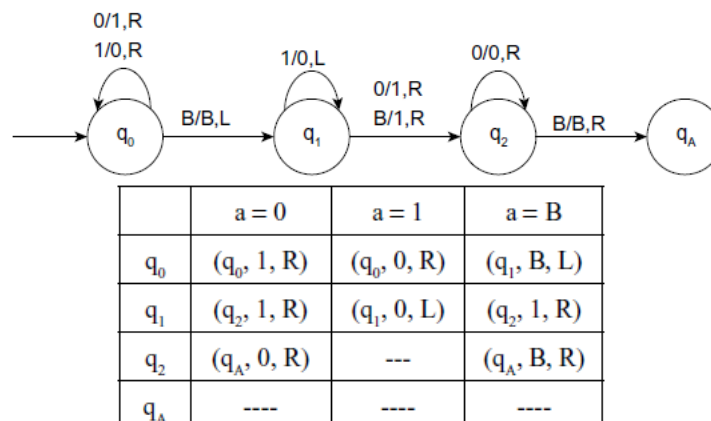 0/1, R
1/0, R
1/0, L
0/0, R
0/1, R
B/1, R
B/B, L
B/B, R
q0 q1 q2 qA
a = 0 a = 1 a = B
q0 (q0, 1, R) (q0, 0, R) (q1, B, L)
q1 (q2, 1, R) (q1, 0, L) (q2, 1, R)
q2 (qA, 0, R) --- (qA, B, R)
qA ---- ---- ----